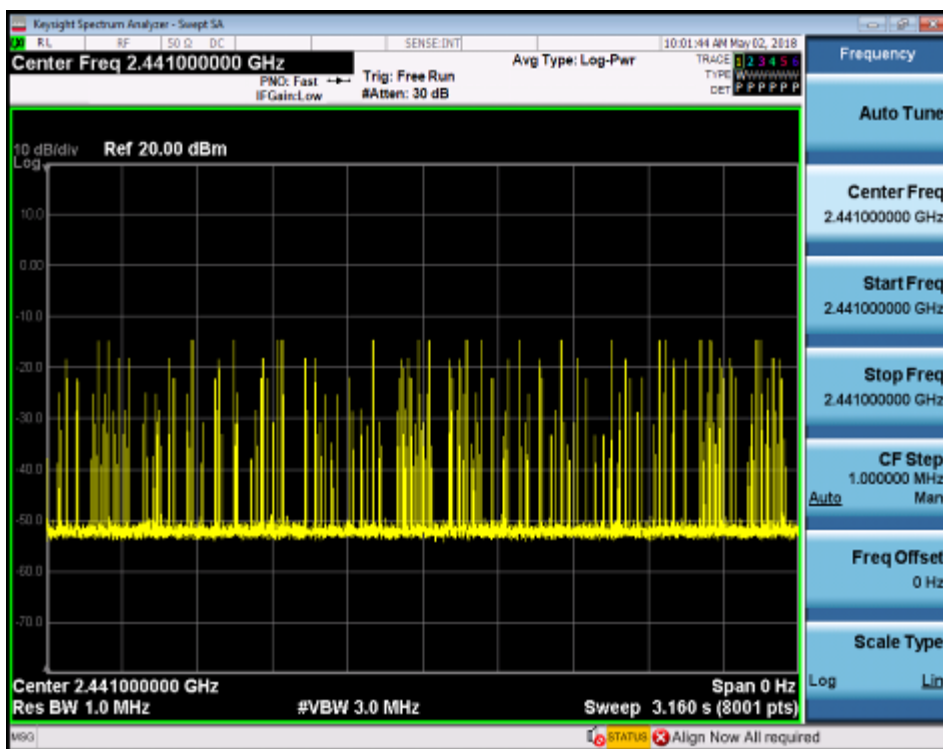 Keysight Spectrum Analyzer - Swept SA
RL RF 50 Ω DC SENSE:INT 10:01:44 AM May 02, 2018
Center Freq 2.441000000 GHz
PNO: Fast
IFGain:Low
Trig: Free Run
#Atten: 30 dB
Avg Type: Log-Pwr
TRACE 1 2 3 4 5 6
TYPE WWWWWW
DET P P P P P P
10 dB/div Ref 20.00 dBm
Log
10.0
0.00
-10.0
-20.0
-30.0
-40.0
-50.0
-60.0
-70.0
Center 2.441000000 GHz Span 0 Hz
Res BW 1.0 MHz #VBW 3.0 MHz Sweep 3.160 s (8001 pts)
MSG STATUS Align Now All required
Frequency
Auto Tune
Center Freq
2.441000000 GHz
Start Freq
2.441000000 GHz
Stop Freq
2.441000000 GHz
CF Step
1.000000 MHz
Auto Man
Freq Offset
0 Hz
Scale Type
Log Lin